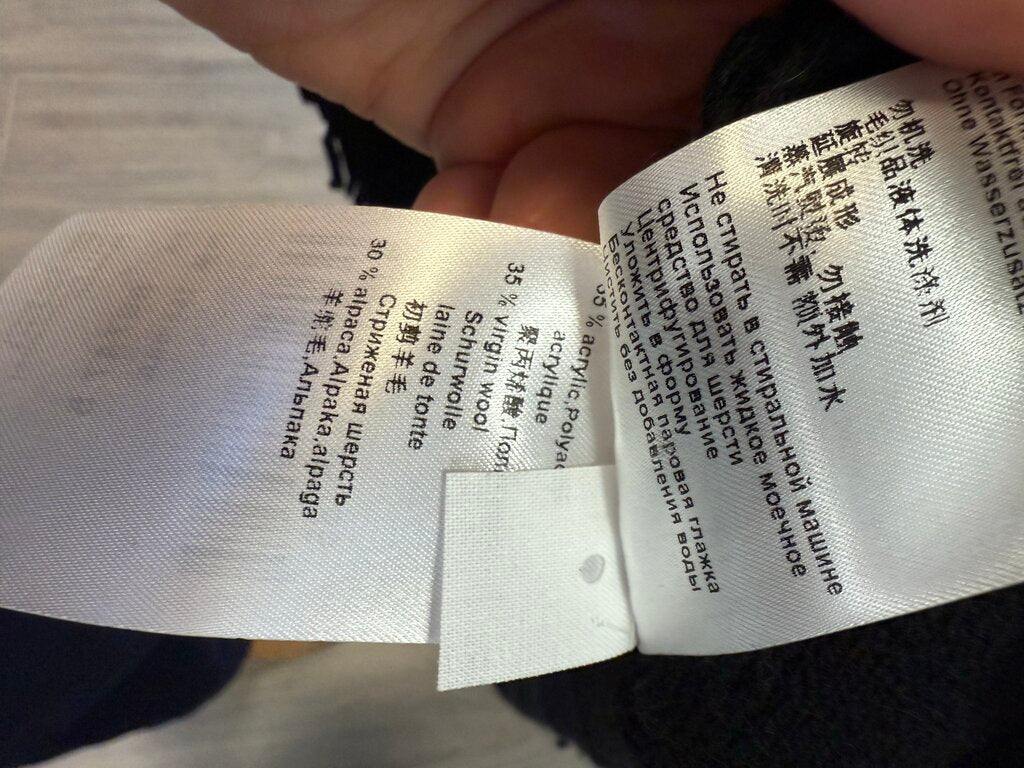 Ohne Wasserzusatz
勿机洗
毛织品液体洗涤剂
旋转
延展成形
蒸汽熨烫，勿接触
清洗时不需额外加水
Не стирать в стиральной машине
Использовать жидкое моечное
средство для шерсти
Центрифугирование
Уложить в форму
Бесконтактная паровая глажка
Чистить без добавления воды
35 % acrylic,Polyac
acrylique
35 % virgin wool
Schurwolle
laine de tonte
初剪羊毛
Стриженая шерсть
30 % alpaca,Alpaka,alpaga
羊驼毛,Альпака